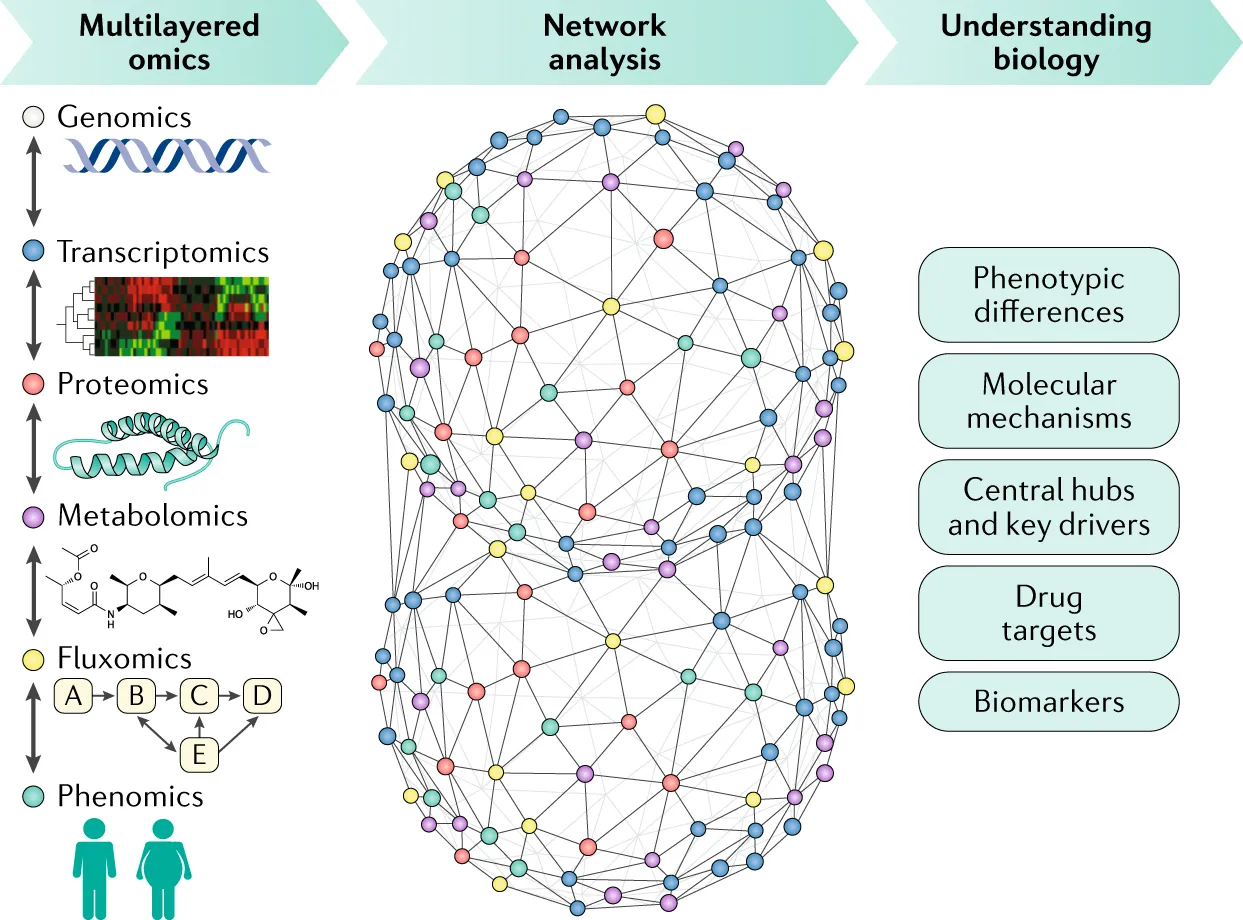 Multilayered
omics
Network
analysis
Understanding
biology
Genomics
Transcriptomics
Proteomics
Metabolomics
O
O
O
N
H
O
HO
O
OH
O
Fluxomics
A
B
C
D
E
Phenomics
Phenotypic
differences
Molecular
mechanisms
Central hubs
and key drivers
Drug
targets
Biomarkers